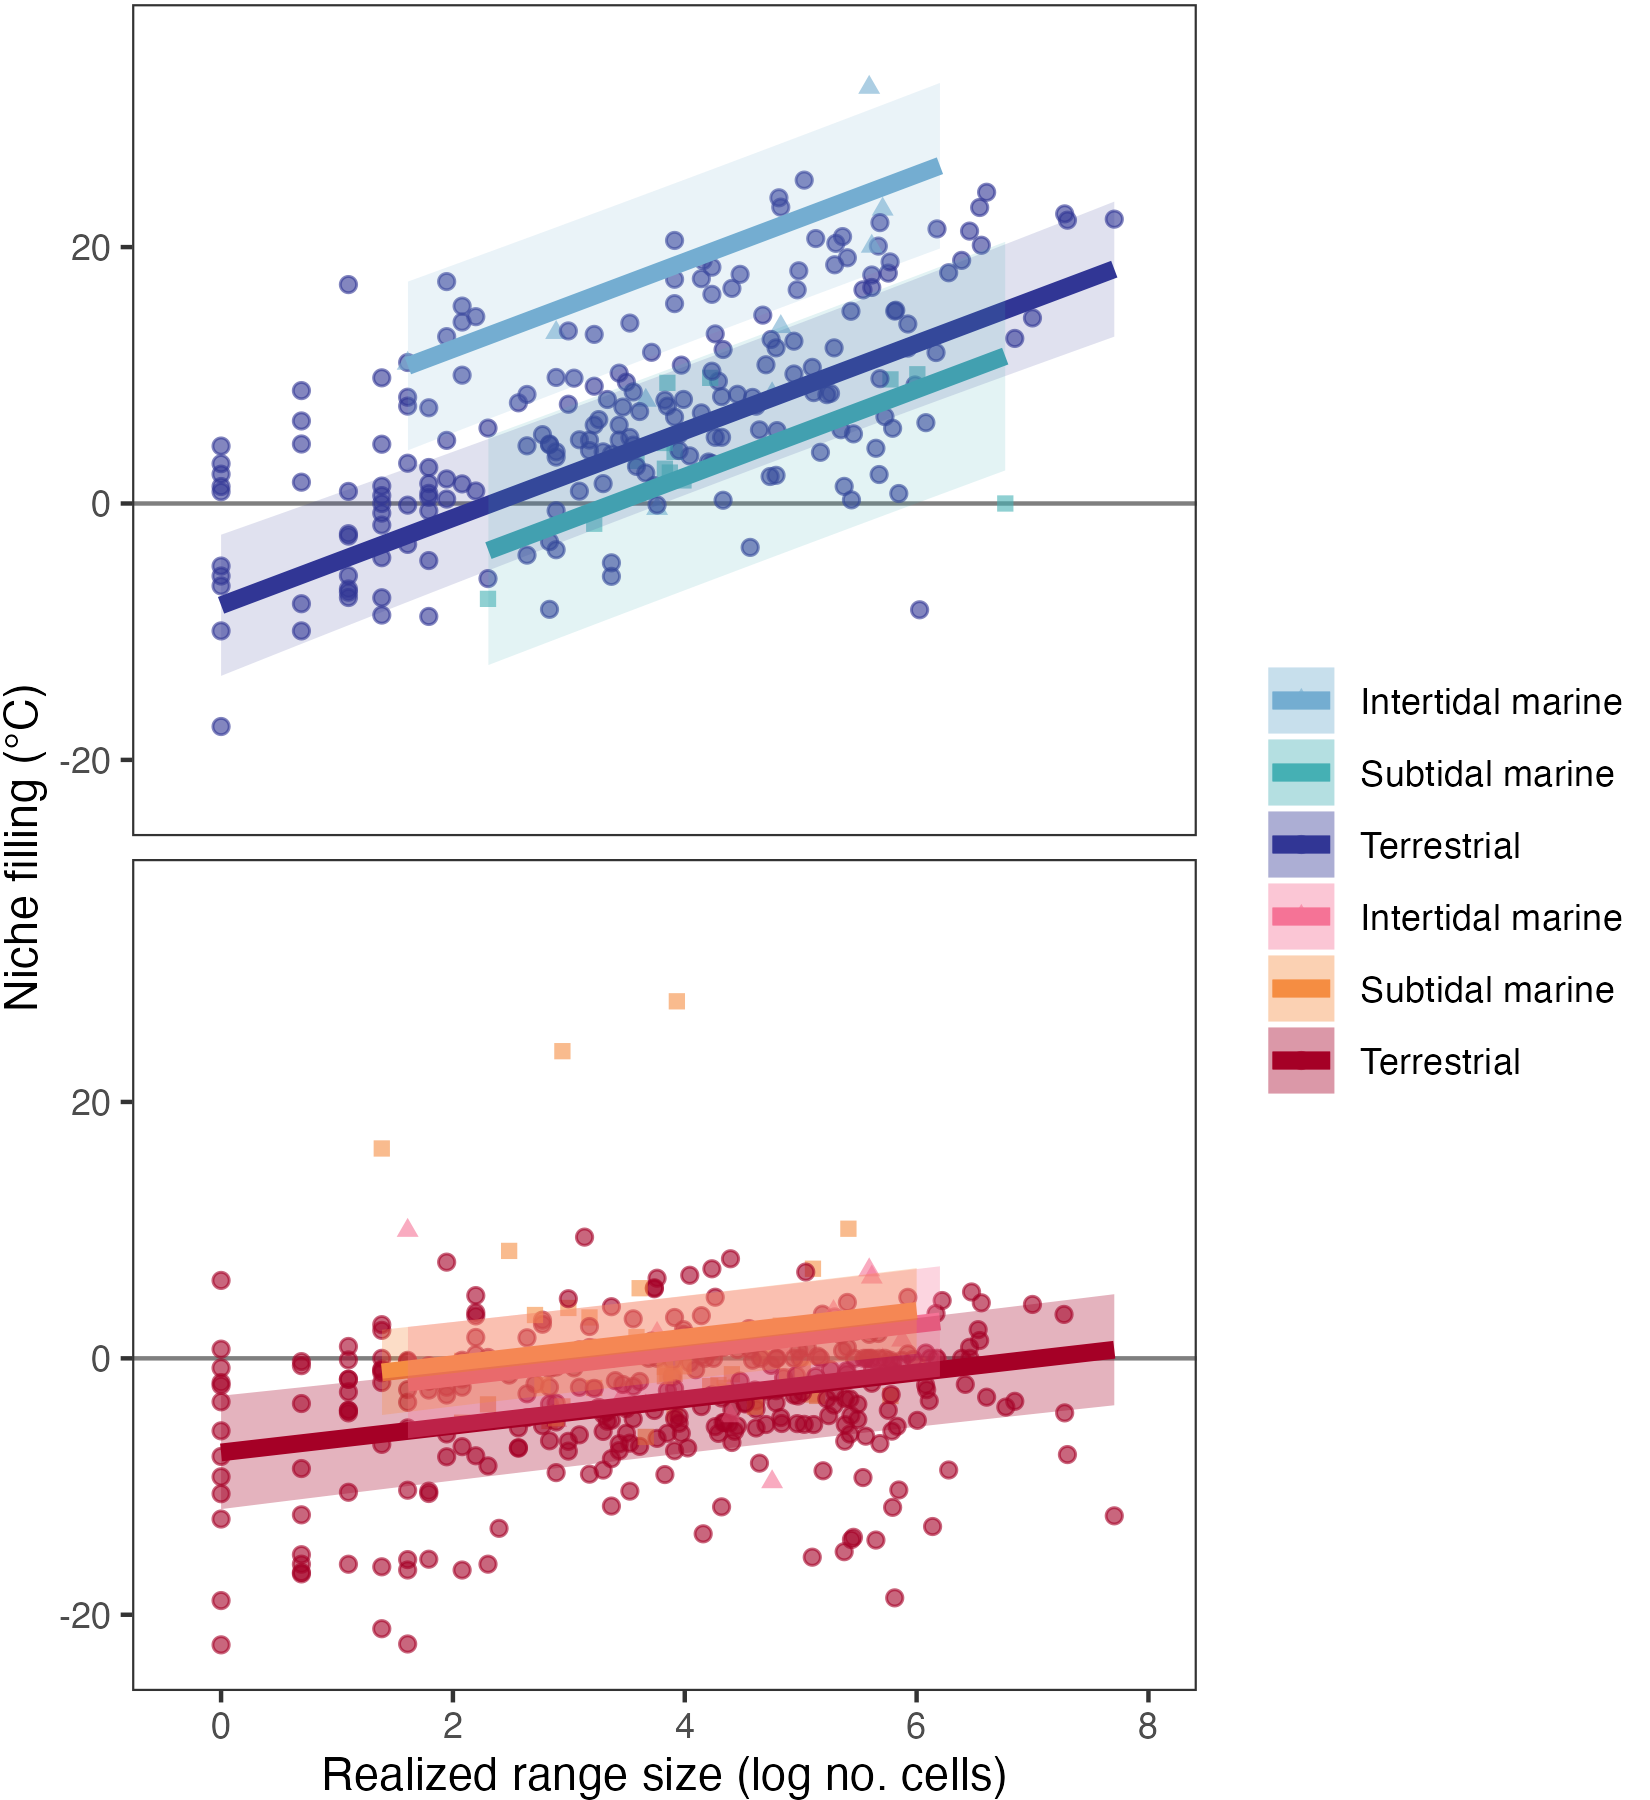 Niche filling (°C)
20
0
-20
20
0
-20
0 2 4 6 8
Realized range size (log no. cells)
Intertidal marine
Subtidal marine
Terrestrial
Intertidal marine
Subtidal marine
Terrestrial